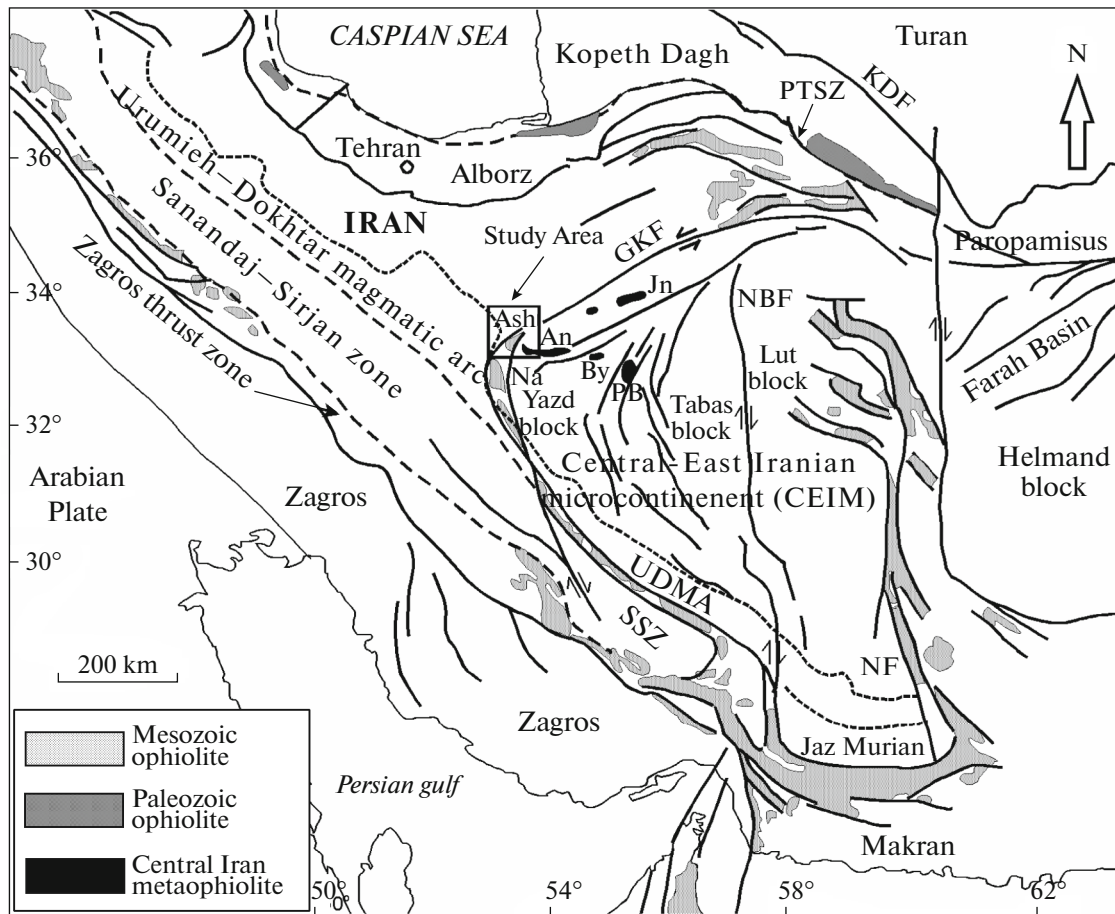 CASPIAN SEA
Turan
Kopeth Dagh
N
KDF
PTSZ
36°
Tehran
Alborz
Urumieh–Dokhtar magmatic arc
Sanandaj–Sirjan zone
Zagros thrust zone
IRAN
Study Area
GKF
Paropamisus
34°
Jn
NBF
Ash
An
Farah Basin
Lut
block
By
Na
PB
Yazd
block
Tabas
block
32°
Central-East Iranian
microcontinenent (CEIM)
Helmand
block
Arabian
Plate
Zagros
30°
UDMA
SSZ
200 km
NF
Zagros
Jaz Murian
Mesozoic
ophiolite
Persian gulf
Paleozoic
ophiolite
Makran
Central Iran
metaophiolite
50°
54°
58°
62°